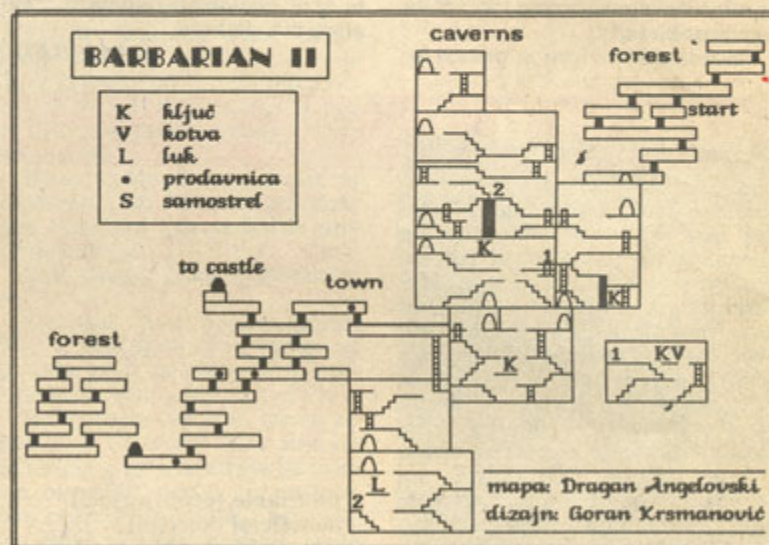 BARBARIAN II
K ključ
V kotva
L luk
• prodavnica
S samostrel
caverns
forest
start
s
2
K
1
K
to castle
town
forest
K
1 KV
L
2
mapa: Dragan Angelovski
dizajn: Goran Krsmanović